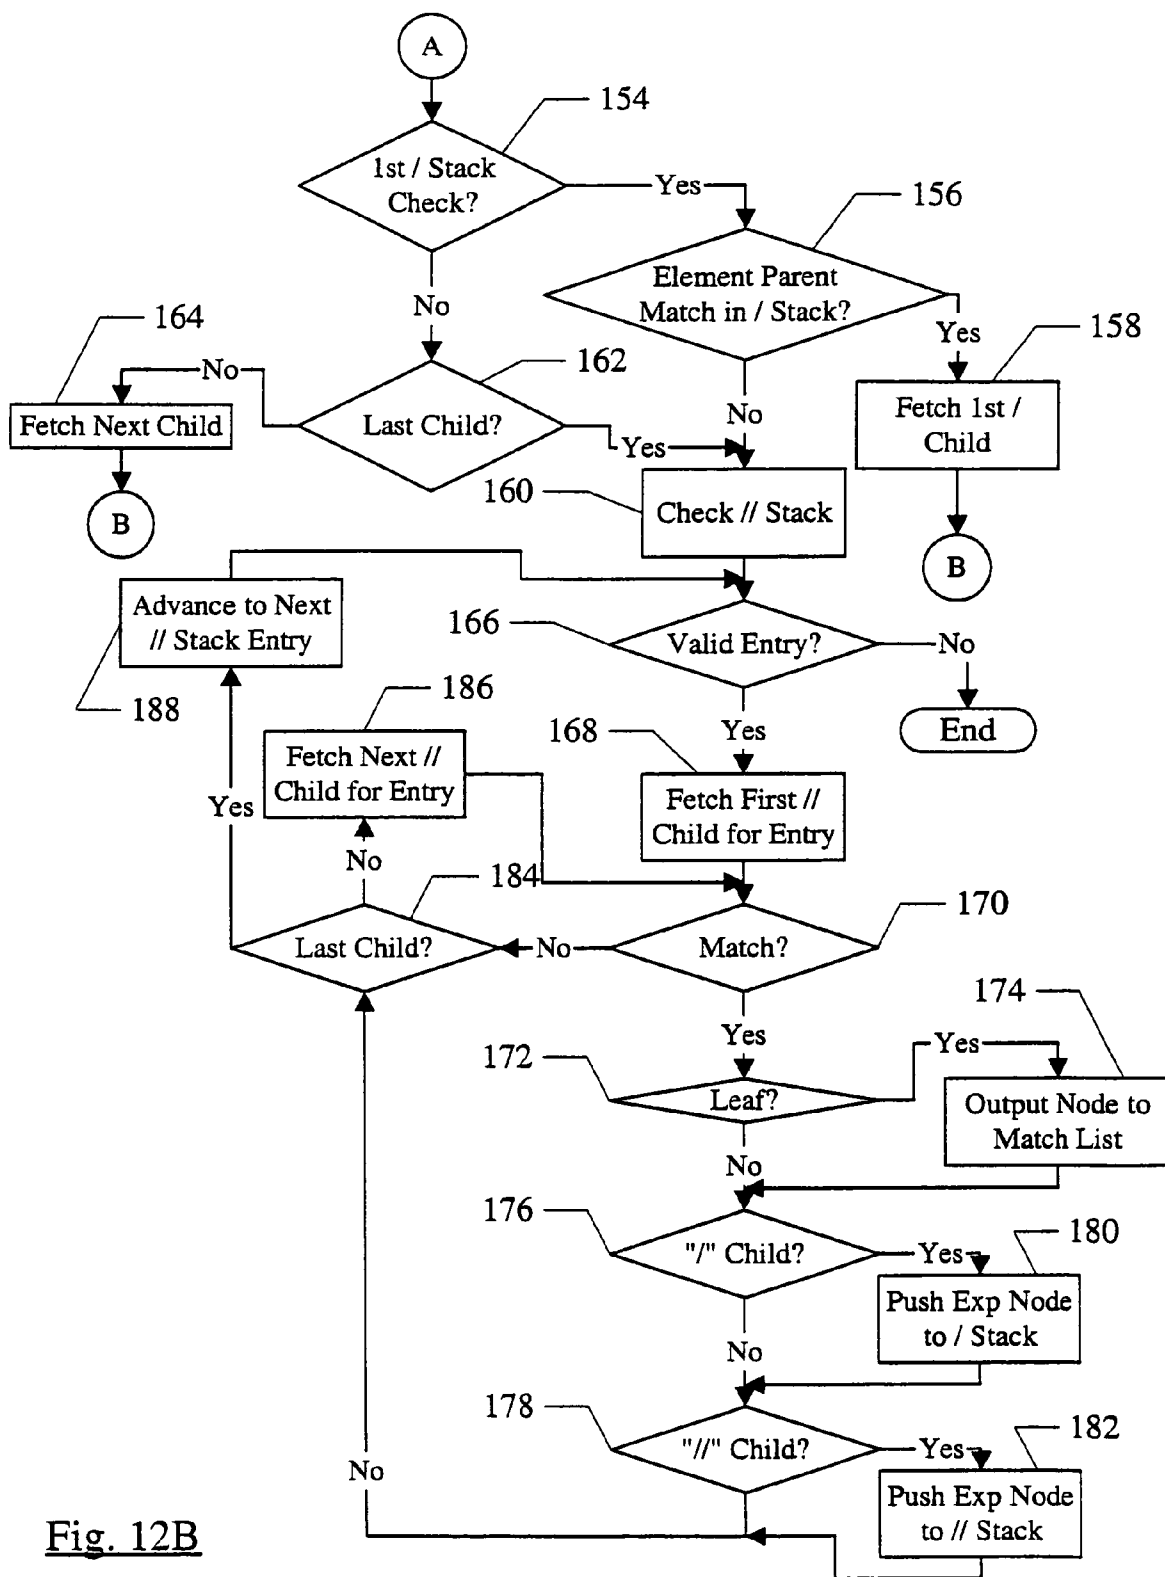 A
154
1st / Stack
Check?
Yes
156
Element Parent
Match in / Stack?
No
Yes
164
162
158
No
Fetch Next Child
Last Child?
Yes
No
Fetch 1st /
Child
B
160
Check // Stack
B
Advance to Next
// Stack Entry
166
Valid Entry?
No
188
186
Yes
168
End
Fetch Next //
Child for Entry
Yes
Fetch First //
Child for Entry
No
184
170
Last Child?
No
Match?
Yes
174
172
Yes
Leaf?
Output Node to
Match List
No
176
180
"/" Child?
Yes
Push Exp Node
to / Stack
No
178
182
"//" Child?
Yes
No
Push Exp Node
to // Stack
Fig. 12B